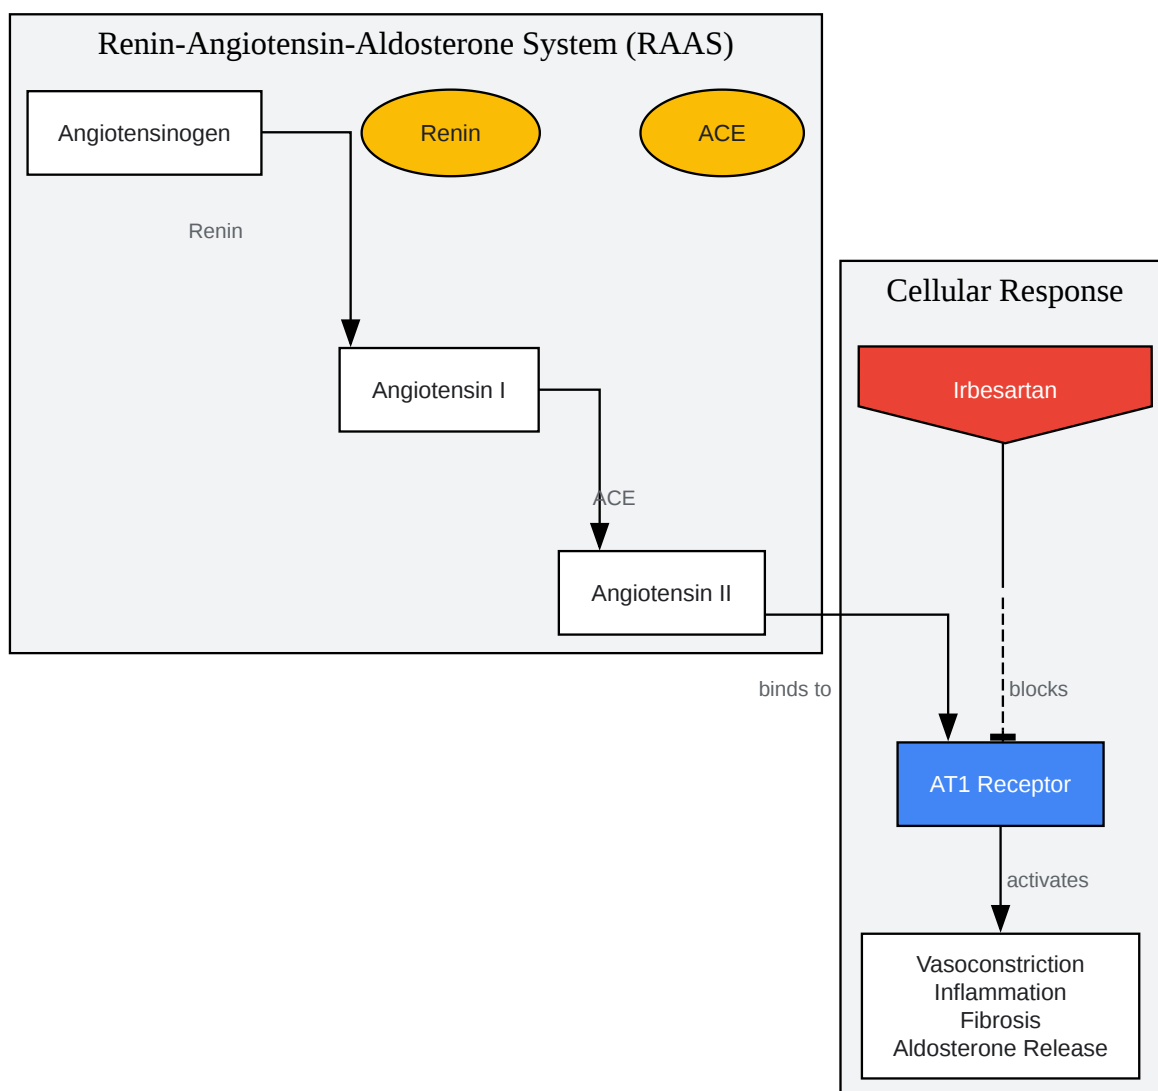 Renin-Angiotensin-Aldosterone System (RAAS)
Angiotensinogen
Renin
ACE
Renin
Cellular Response
Angiotensin I
Irbesartan
ACE
Angiotensin II
binds to
blocks
AT1 Receptor
activates
Vasoconstriction
Inflammation
Fibrosis
Aldosterone Release